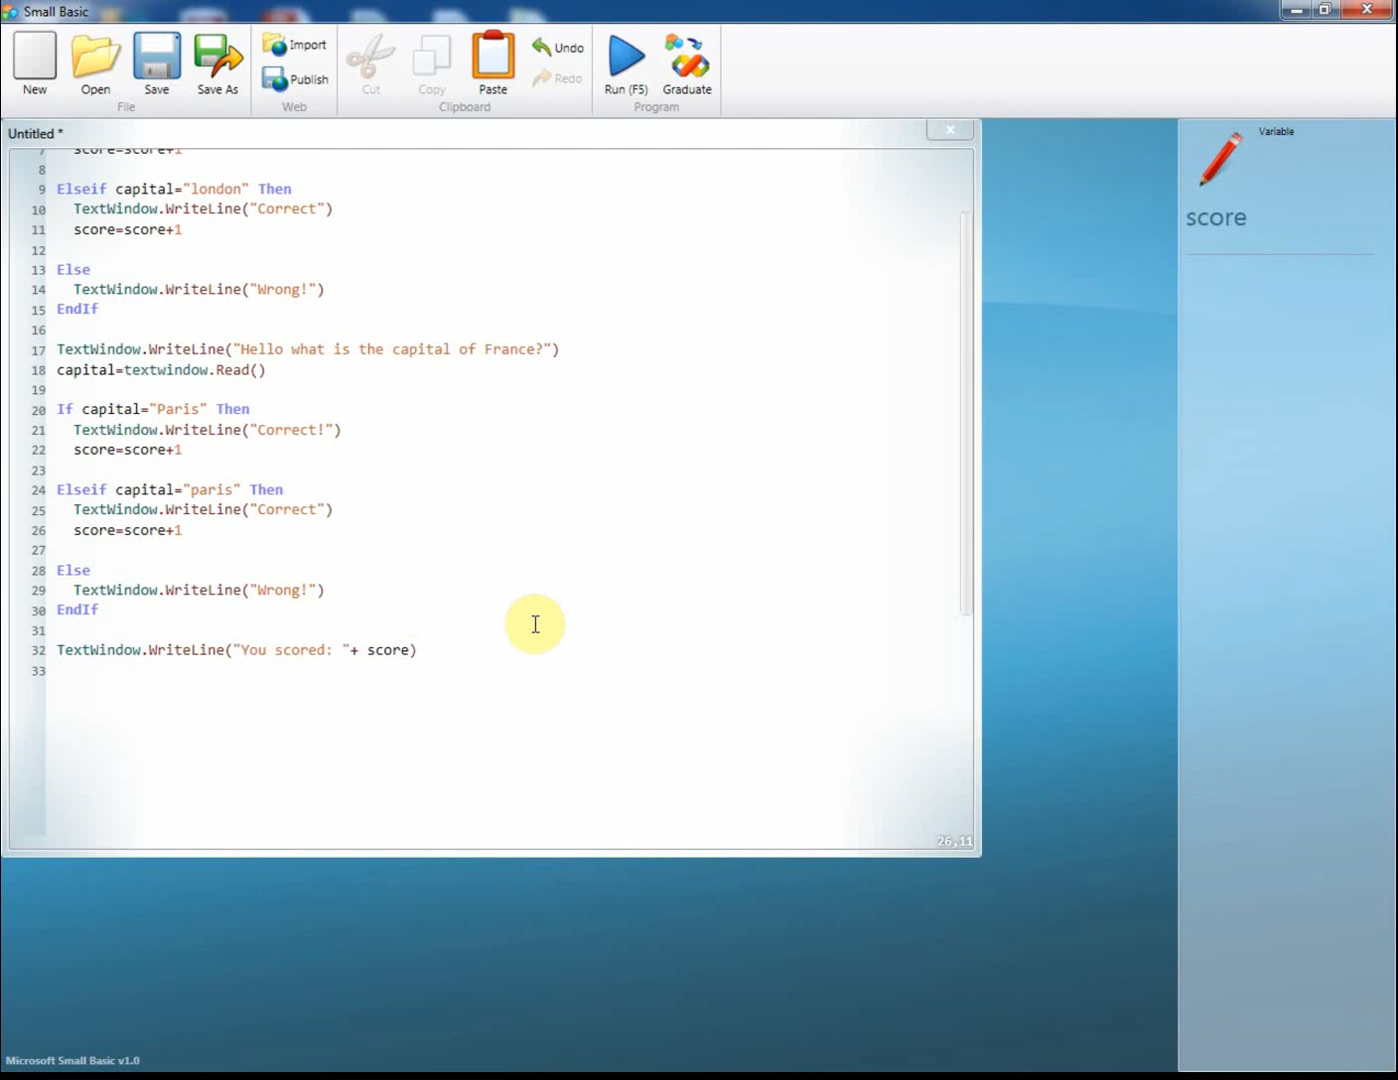 Small Basic
New
Open
Save
Save As
File
Import
Publish
Web
Cut
Copy
Paste
Undo
Redo
Clipboard
Run (F5)
Graduate
Program
Untitled *
7 score=score+1
8
9 Elseif capital="london" Then
10 TextWindow.WriteLine("Correct")
11 score=score+1
12
13 Else
14 TextWindow.WriteLine("Wrong!")
15 EndIf
16
17 TextWindow.WriteLine("Hello what is the capital of France?")
18 capital=textwindow.Read()
19
20 If capital="Paris" Then
21 TextWindow.WriteLine("Correct!")
22 score=score+1
23
24 Elseif capital="paris" Then
25 TextWindow.WriteLine("Correct")
26 score=score+1
27
28 Else
29 TextWindow.WriteLine("Wrong!")
30 EndIf
31
32 TextWindow.WriteLine("You scored: "+ score)
33
26,11
Variable
score
Microsoft Small Basic v1.0